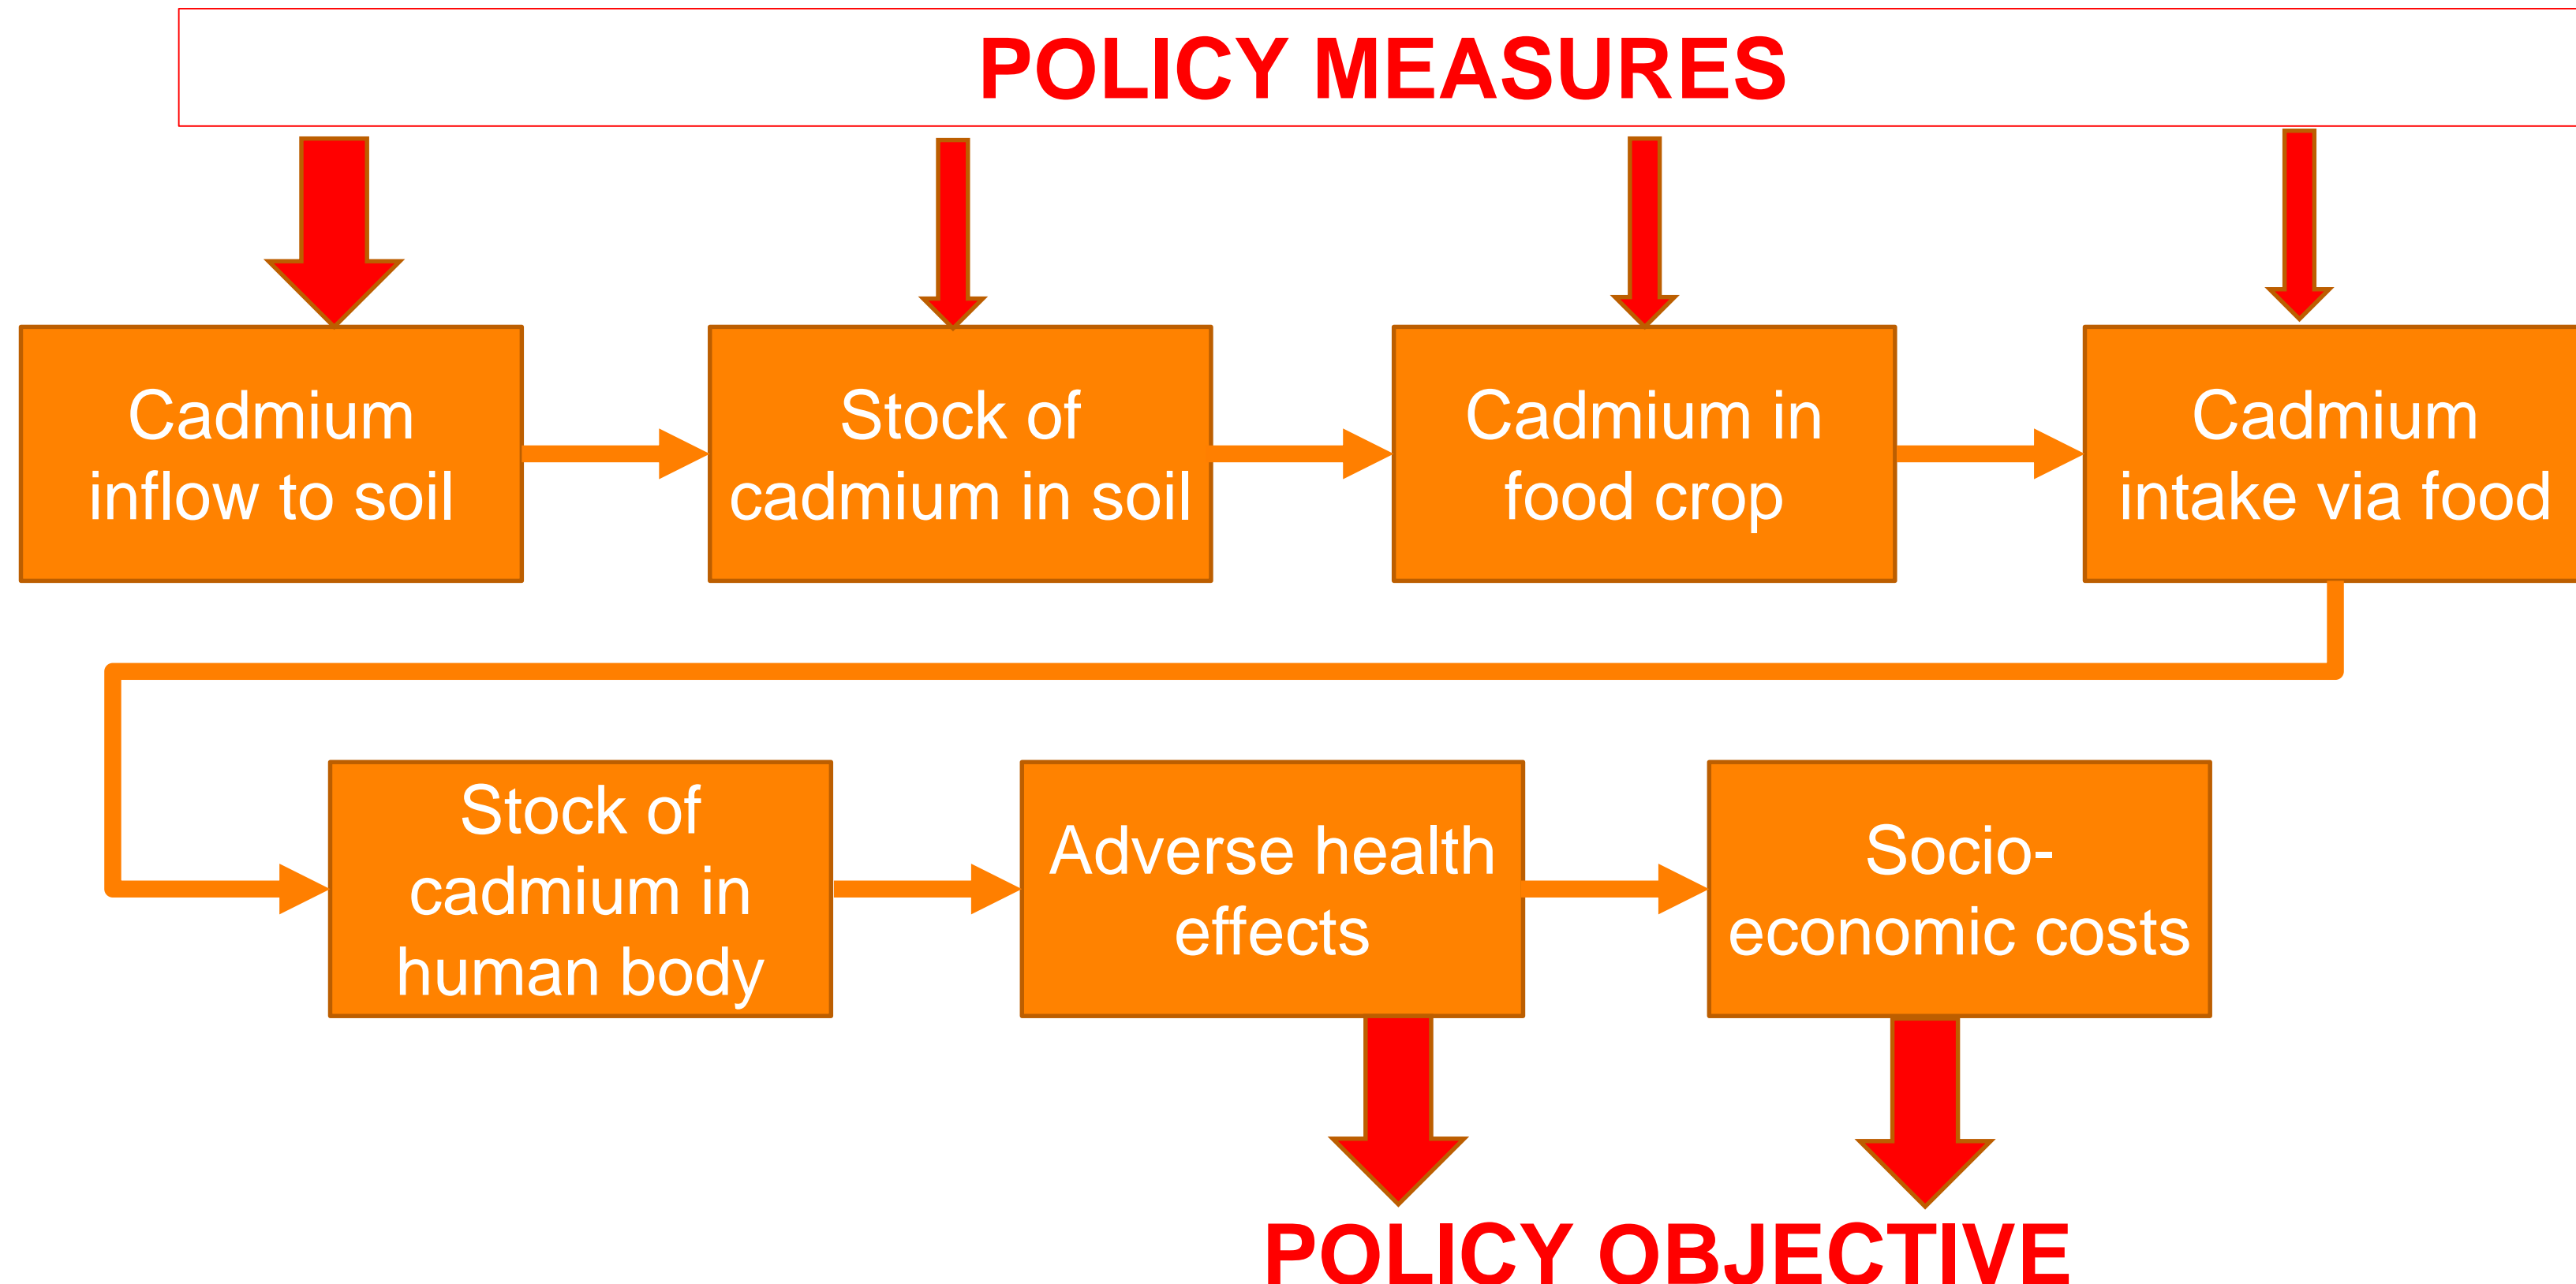 POLICY MEASURES
Cadmium
inflow to soil
Stock of
cadmium in soil
Cadmium in
food crop
Cadmium
intake via food
Stock of
cadmium in
human body
Adverse health
effects
Socio-
economic costs
POLICY OBJECTIVE